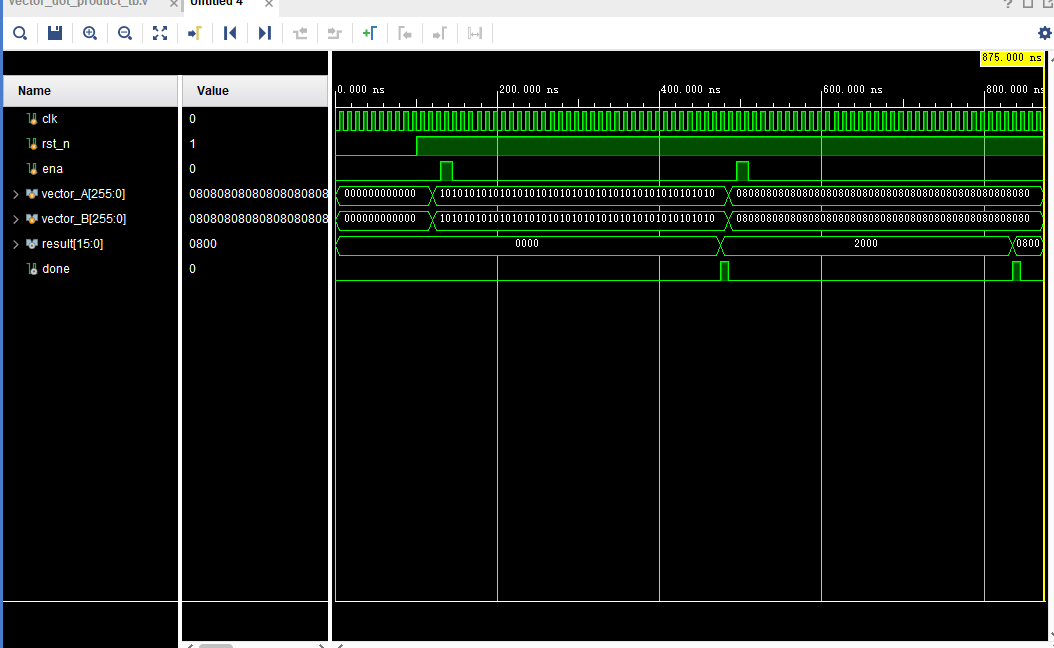 vector_dot_product_tb.v Untitled 4
875.000 ns
Name Value 0.000 ns 200.000 ns 400.000 ns 600.000 ns 800.000 ns
clk 0
rst_n 1
ena 0
vector_A[255:0] 08080808080808080808 000000000000 10101010101010101010101010101010101010101010 080808080808080808080808080808080808080808080
vector_B[255:0] 08080808080808080808 000000000000 10101010101010101010101010101010101010101010 080808080808080808080808080808080808080808080
result[15:0] 0800 0000 2000 0800
done 0